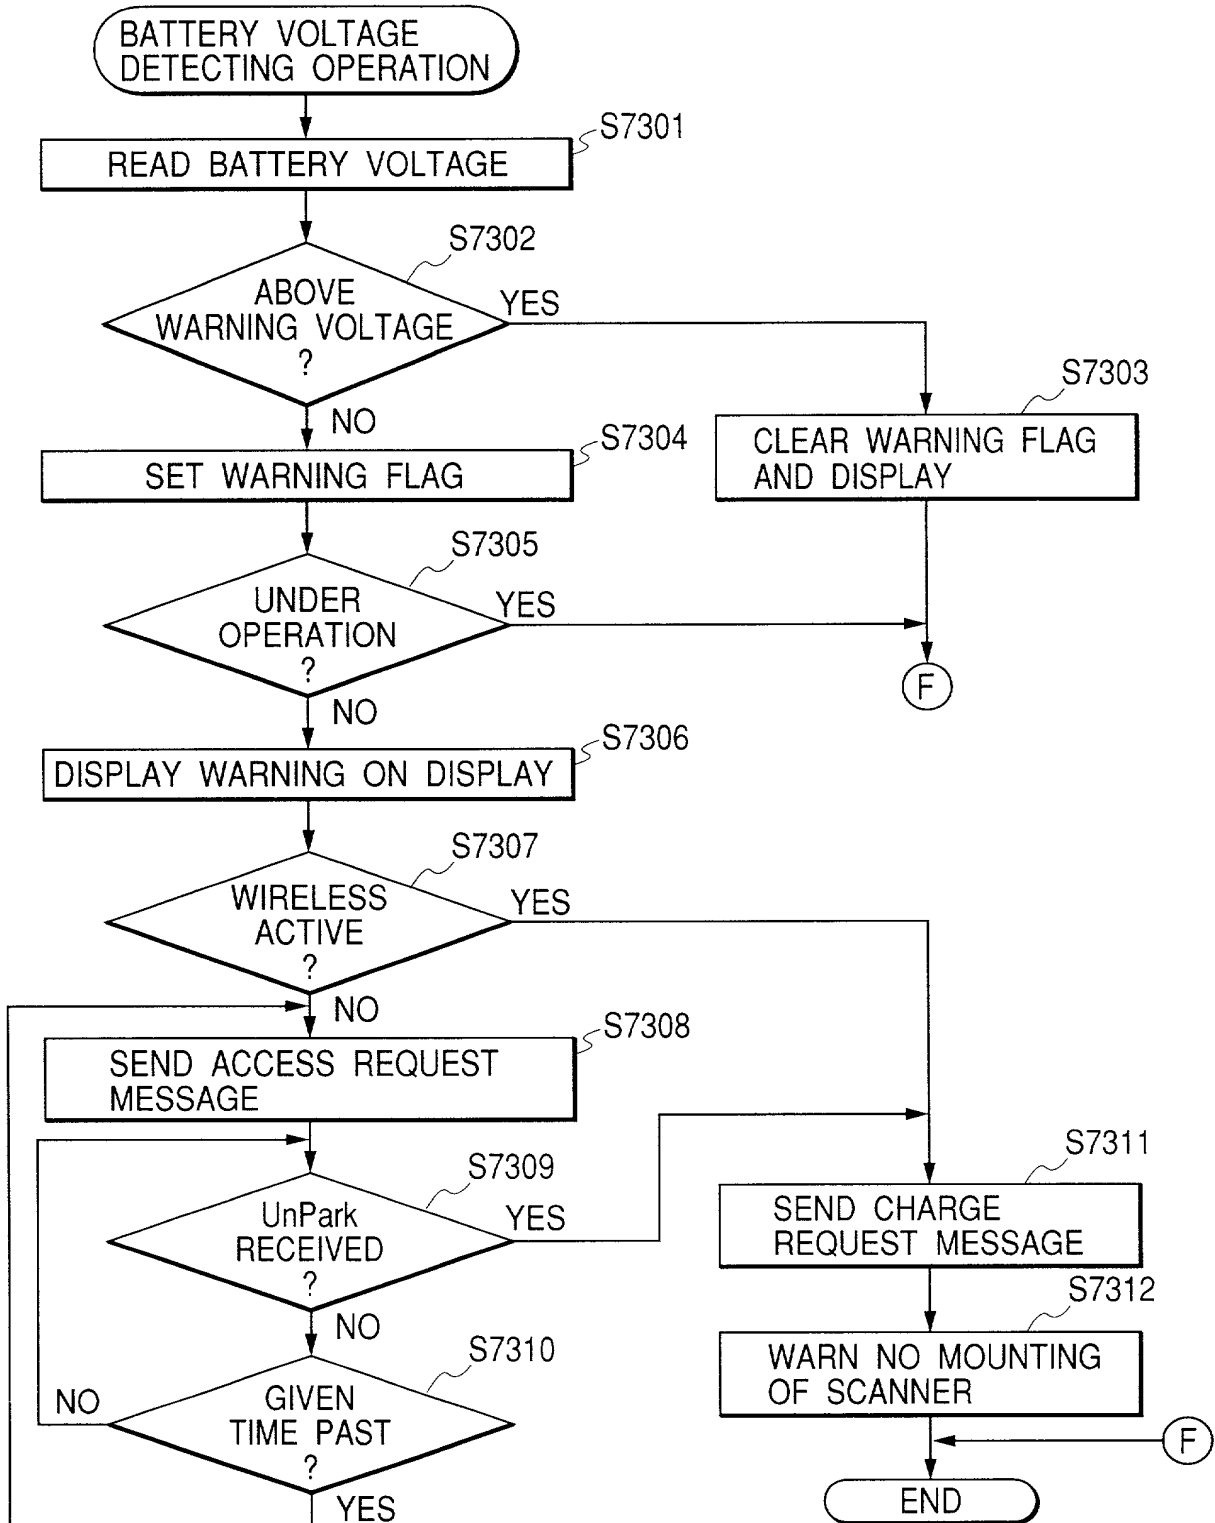 BATTERY VOLTAGE
DETECTING OPERATION
S7301
READ BATTERY VOLTAGE
S7302
ABOVE
WARNING VOLTAGE
?
YES
NO
S7303
CLEAR WARNING FLAG
AND DISPLAY
S7304
SET WARNING FLAG
S7305
UNDER
OPERATION
?
YES
F
NO
S7306
DISPLAY WARNING ON DISPLAY
S7307
WIRELESS
ACTIVE
?
YES
NO
S7308
SEND ACCESS REQUEST
MESSAGE
S7309
UnPark
RECEIVED
?
YES
NO
S7310
GIVEN
TIME PAST
?
NO
YES
S7311
SEND CHARGE
REQUEST MESSAGE
S7312
WARN NO MOUNTING
OF SCANNER
F
END